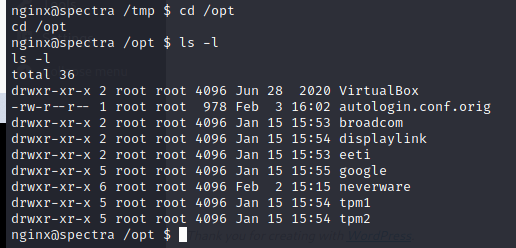 nginx@spectra /tmp $ cd /opt
cd /opt
nginx@spectra /opt $ ls -l
ls -l
total 36
drwxr-xr-x 2 root root 4096 Jun 28  2020 VirtualBox
-rw-r--r-- 1 root root  978 Feb  3 16:02 autologin.conf.orig
drwxr-xr-x 2 root root 4096 Jan 15 15:53 broadcom
drwxr-xr-x 2 root root 4096 Jan 15 15:54 displaylink
drwxr-xr-x 2 root root 4096 Jan 15 15:53 eeti
drwxr-xr-x 5 root root 4096 Jan 15 15:55 google
drwxr-xr-x 6 root root 4096 Feb  2 15:15 neverware
drwxr-xr-x 5 root root 4096 Jan 15 15:54 tpm1
drwxr-xr-x 5 root root 4096 Jan 15 15:54 tpm2
nginx@spectra /opt $